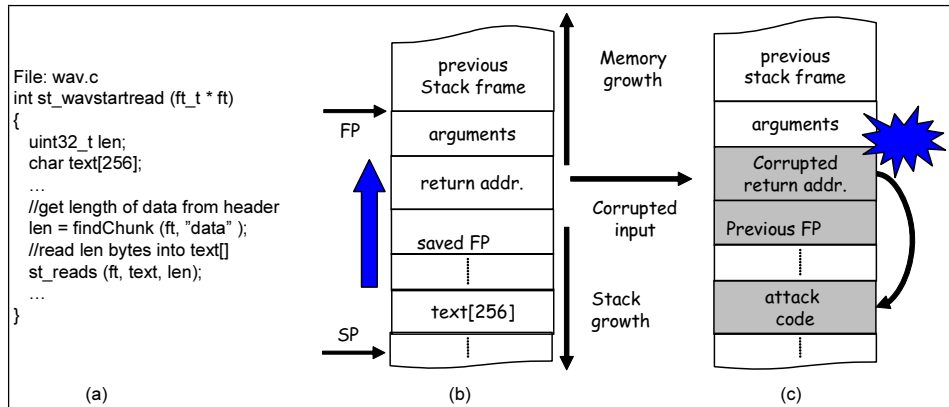 File: wav.c
int st_wavstartread (ft_t * ft)
{
uint32_t len;
char text[256];
…
//get length of data from header
len = findChunk (ft, ”data” );
//read len bytes into text[]
st_reads (ft, text, len);
…
}
(a)
FP
SP
previous
Stack frame
arguments
return addr.
saved FP
text[256]
(b)
Memory
growth
Corrupted
input
Stack
growth
previous
stack frame
arguments
Corrupted
return addr.
Previous FP
attack
code
(c)